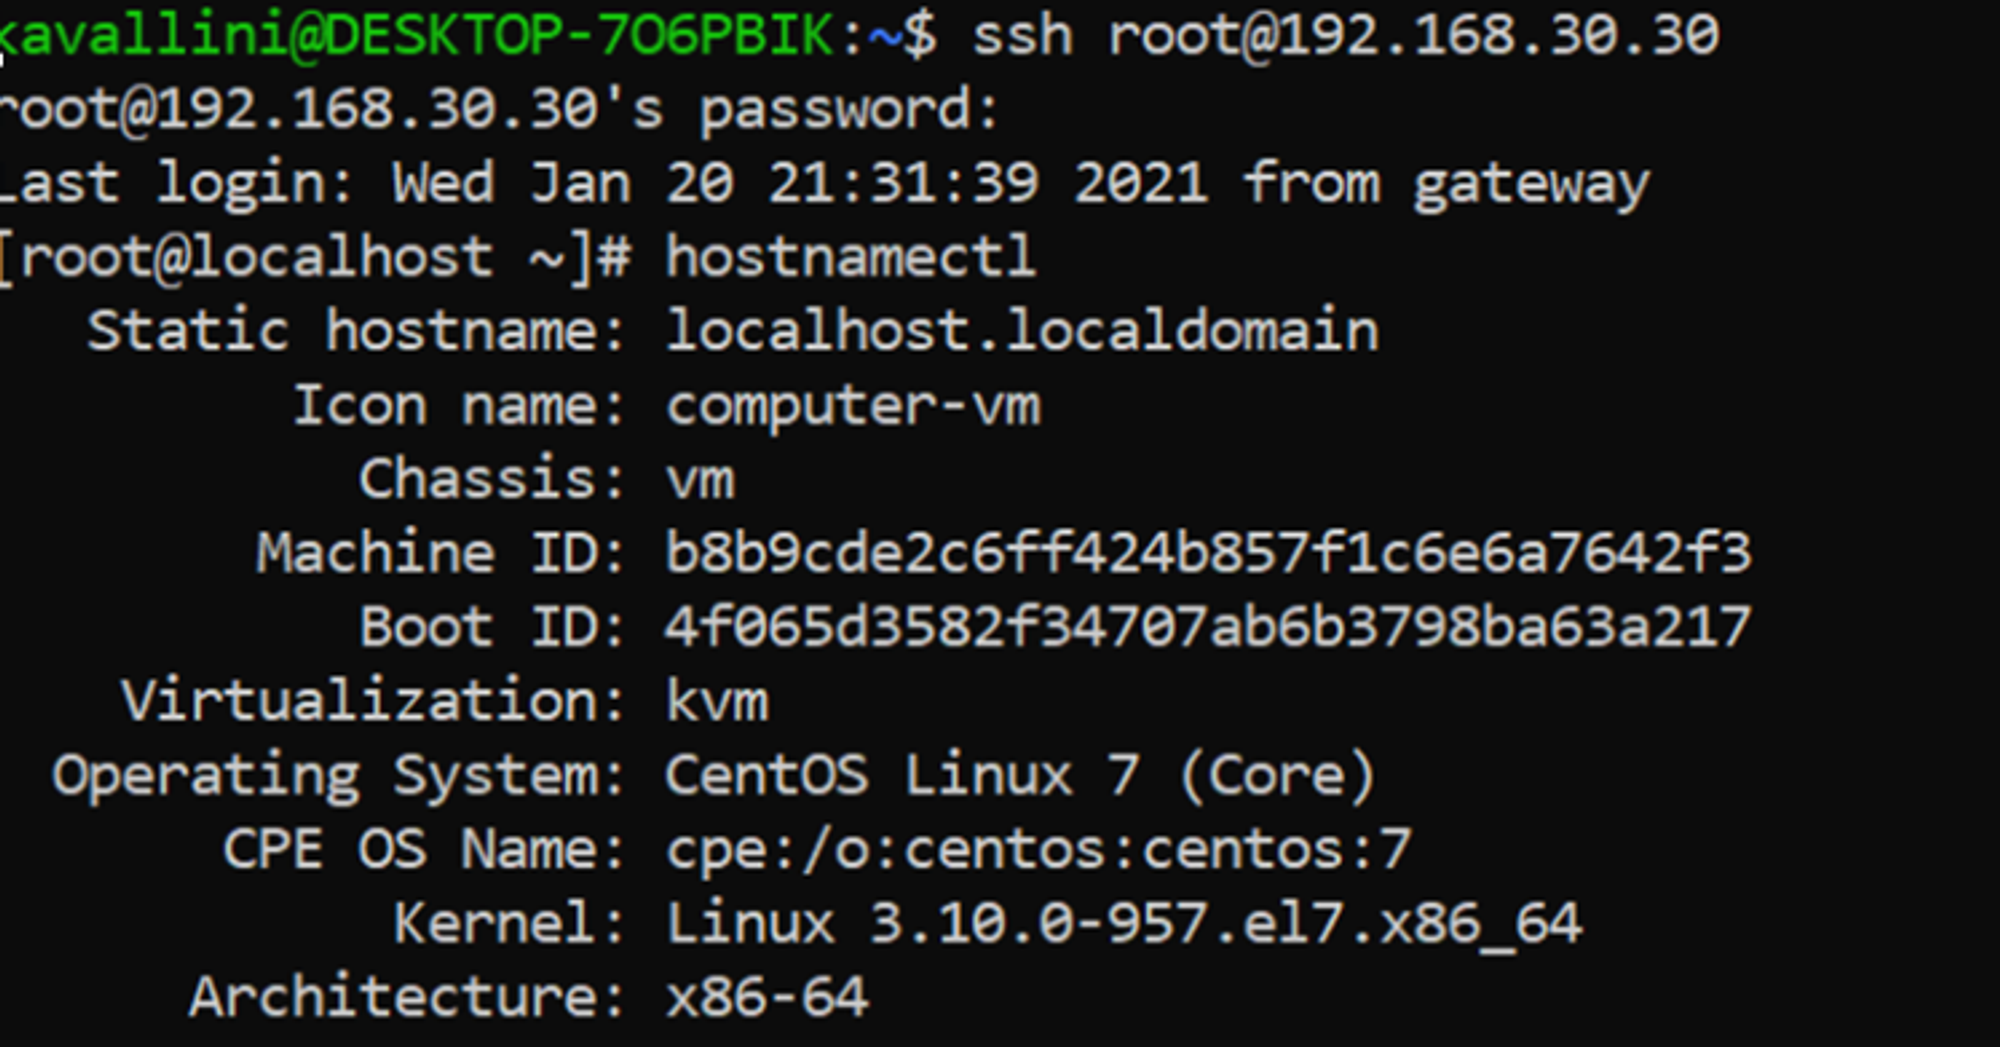 kavallini@DESKTOP-7O6PBIK:~$ ssh root@192.168.30.30
root@192.168.30.30's password:
Last login: Wed Jan 20 21:31:39 2021 from gateway
[root@localhost ~]# hostnamectl
Static hostname: localhost.localdomain
Icon name: computer-vm
Chassis: vm
Machine ID: b8b9cde2c6ff424b857f1c6e6a7642f3
Boot ID: 4f065d3582f34707ab6b3798ba63a217
Virtualization: kvm
Operating System: CentOS Linux 7 (Core)
CPE OS Name: cpe:/o:centos:centos:7
Kernel: Linux 3.10.0-957.el7.x86_64
Architecture: x86-64